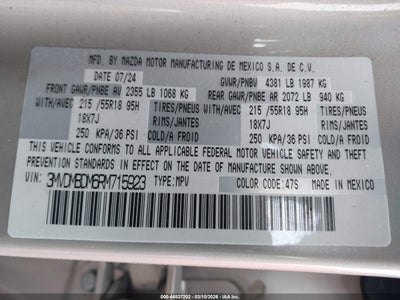 MFD. BY MAZDA MOTOR MANUFACTURING DE MEXICO S.A. DE C.V.
DATE 07/24 GVWR/PNBV 4381 LB 1987 KG
FRONT GAWR/PNBE AV 2355 LB 1068 KG REAR GAWR/PNBE AR 2072 LB 940 KG
WITH/AVEC 215 /55R18 95H TIRES/PNEUS WITH/AVEC 215 /55R18 95H TIRES/PNEUS
18X7J RIMS/JANTES 18X7J RIMS/JANTES
250 KPA/36 PSI COLD/A FROID 250 KPA/36 PSI COLD/A FROID
THIS VEHICLE CONFORMS TO ALL APPLICABLE FEDERAL MOTOR VEHICLE SAFETY AND
THEFT PREVENTION STANDARDS IN EFFECT ON THE DATE OF MANUFACTURE
SHOWN ABOVE. COLOR CODE: 47S MADE IN MEXICO
VIN: 3MVDMBDM6RM715923 TYPE:MPV
000-44537202 - 03/10/2026 - IAA Inc.